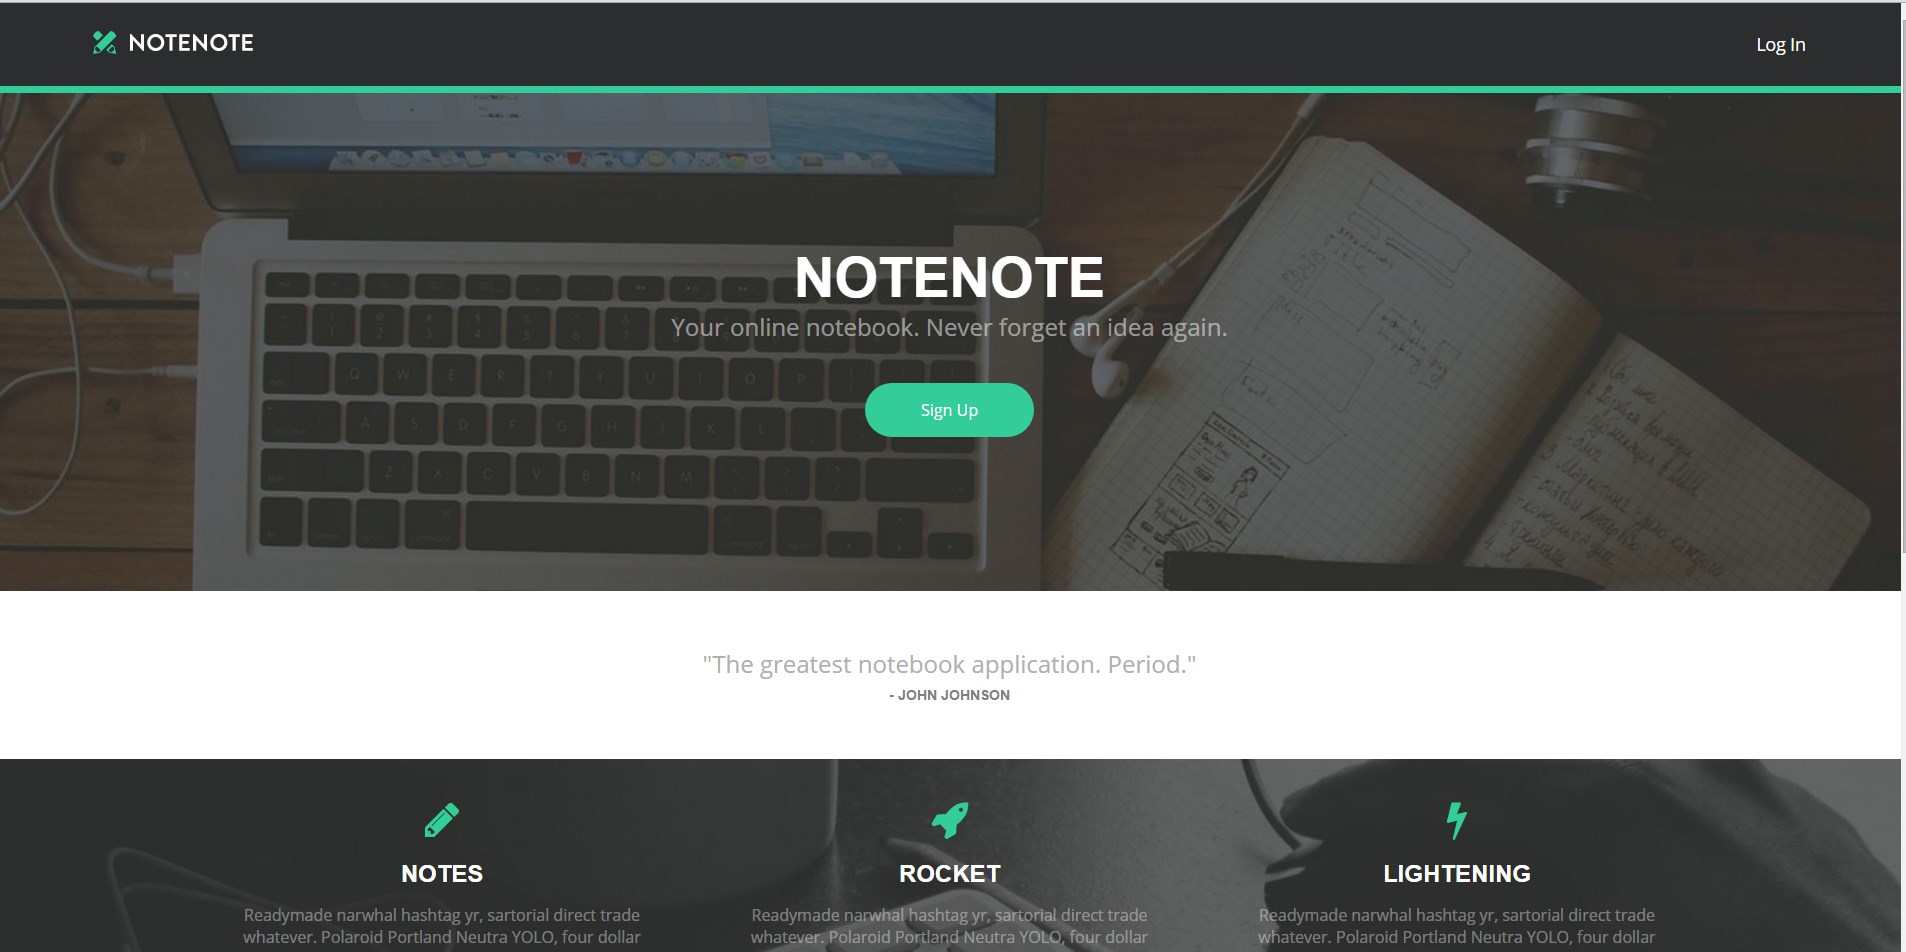 NOTENOTE
Log In
NOTENOTE
Your online notebook. Never forget an idea again.
Sign Up
"The greatest notebook application. Period."
- JOHN JOHNSON
NOTES
ROCKET
LIGHTENING
Readymade narwhal hashtag yr, sartorial direct trade
whatever. Polaroid Portland Neutra YOLO, four dollar
Readymade narwhal hashtag yr, sartorial direct trade
whatever. Polaroid Portland Neutra YOLO, four dollar
Readymade narwhal hashtag yr, sartorial direct trade
whatever. Polaroid Portland Neutra YOLO, four dollar